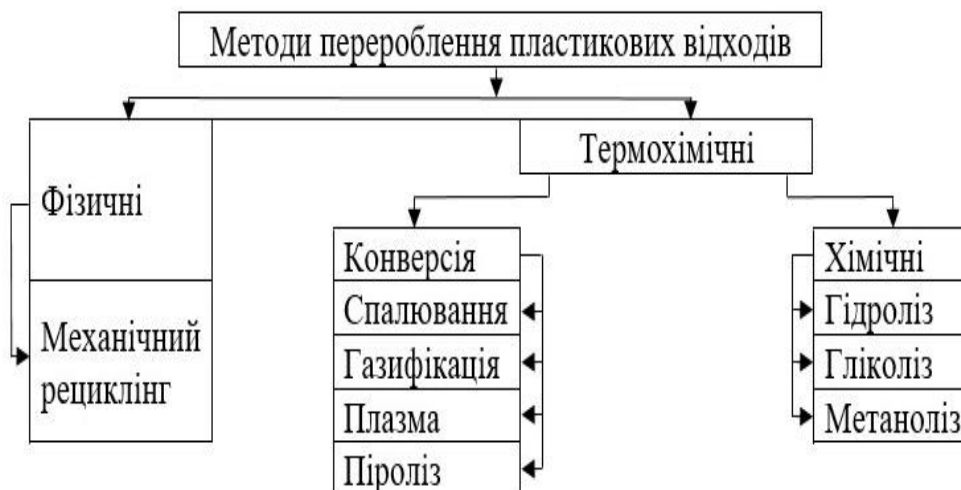 Методи перероблення пластикових відходів
Фізичні
Механічний
рециклінг
Термохімічні
Конверсія
Спалювання
Газифікація
Плазма
Піроліз
Хімічні
Гідроліз
Гліколіз
Метаноліз